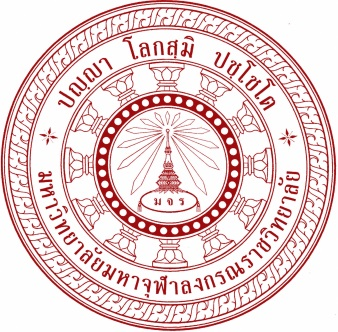 ปญฺญา โลกสฺมิ ปชฺโชโต
ม จ ร
มหาวิทยาลัยมหาจุฬาลงกรณราชวิทยาลัย